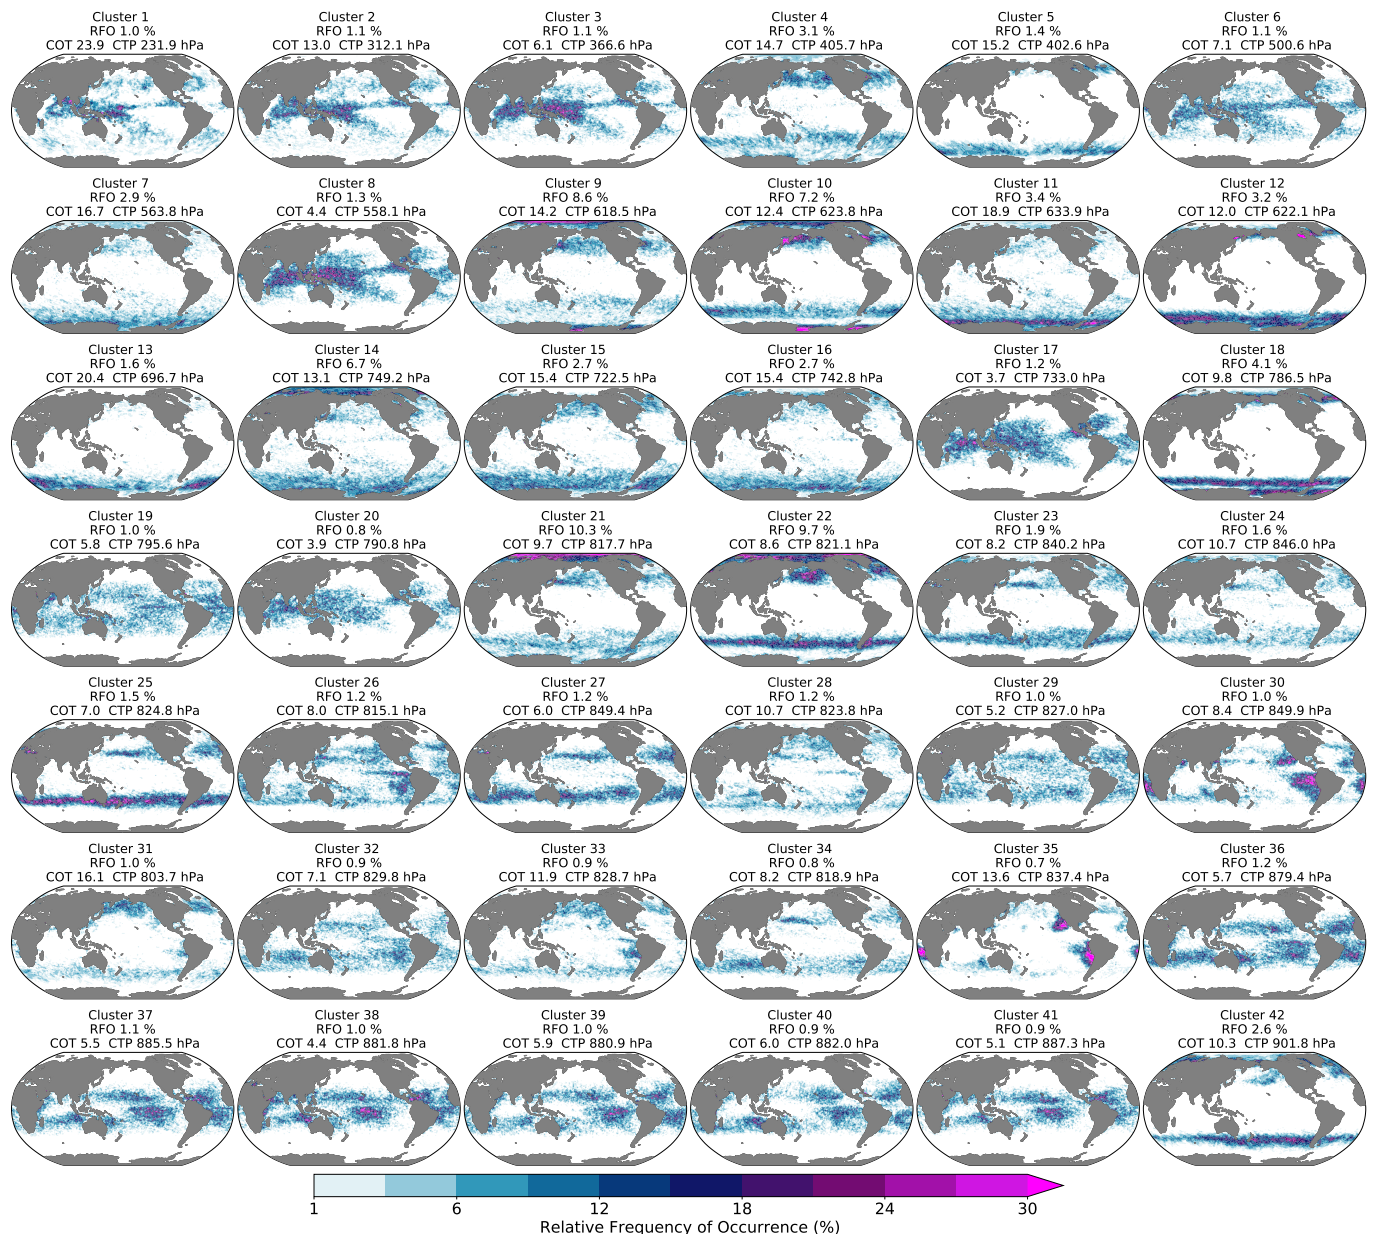 Cluster 1
RFO 1.0 %
COT 23.9  CTP 231.9 hPa
Cluster 2
RFO 1.1 %
COT 13.0  CTP 312.1 hPa
Cluster 3
RFO 1.1 %
COT 6.1  CTP 366.6 hPa
Cluster 4
RFO 3.1 %
COT 14.7  CTP 405.7 hPa
Cluster 5
RFO 1.4 %
COT 15.2  CTP 402.6 hPa
Cluster 6
RFO 1.1 %
COT 7.1  CTP 500.6 hPa
Cluster 7
RFO 2.9 %
COT 16.7  CTP 563.8 hPa
Cluster 8
RFO 1.3 %
COT 4.4  CTP 558.1 hPa
Cluster 9
RFO 8.6 %
COT 14.2  CTP 618.5 hPa
Cluster 10
RFO 7.2 %
COT 12.4  CTP 623.8 hPa
Cluster 11
RFO 3.4 %
COT 18.9  CTP 633.9 hPa
Cluster 12
RFO 3.2 %
COT 12.0  CTP 622.1 hPa
Cluster 13
RFO 1.6 %
COT 20.4  CTP 696.7 hPa
Cluster 14
RFO 6.7 %
COT 13.1  CTP 749.2 hPa
Cluster 15
RFO 2.7 %
COT 15.4  CTP 722.5 hPa
Cluster 16
RFO 2.7 %
COT 15.4  CTP 742.8 hPa
Cluster 17
RFO 1.2 %
COT 3.7  CTP 733.0 hPa
Cluster 18
RFO 4.1 %
COT 9.8  CTP 786.5 hPa
Cluster 19
RFO 1.0 %
COT 5.8  CTP 795.6 hPa
Cluster 20
RFO 0.8 %
COT 3.9  CTP 790.8 hPa
Cluster 21
RFO 10.3 %
COT 9.7  CTP 817.7 hPa
Cluster 22
RFO 9.7 %
COT 8.6  CTP 821.1 hPa
Cluster 23
RFO 1.9 %
COT 8.2  CTP 840.2 hPa
Cluster 24
RFO 1.6 %
COT 10.7  CTP 846.0 hPa
Cluster 25
RFO 1.5 %
COT 7.0  CTP 824.8 hPa
Cluster 26
RFO 1.2 %
COT 8.0  CTP 815.1 hPa
Cluster 27
RFO 1.2 %
COT 6.0  CTP 849.4 hPa
Cluster 28
RFO 1.2 %
COT 10.7  CTP 823.8 hPa
Cluster 29
RFO 1.0 %
COT 5.2  CTP 827.0 hPa
Cluster 30
RFO 1.0 %
COT 8.4  CTP 849.9 hPa
Cluster 31
RFO 1.0 %
COT 16.1  CTP 803.7 hPa
Cluster 32
RFO 0.9 %
COT 7.1  CTP 829.8 hPa
Cluster 33
RFO 0.9 %
COT 11.9  CTP 828.7 hPa
Cluster 34
RFO 0.8 %
COT 8.2  CTP 818.9 hPa
Cluster 35
RFO 0.7 %
COT 13.6  CTP 837.4 hPa
Cluster 36
RFO 1.2 %
COT 5.7  CTP 879.4 hPa
Cluster 37
RFO 1.1 %
COT 5.5  CTP 885.5 hPa
Cluster 38
RFO 1.0 %
COT 4.4  CTP 881.8 hPa
Cluster 39
RFO 1.0 %
COT 5.9  CTP 880.9 hPa
Cluster 40
RFO 0.9 %
COT 6.0  CTP 882.0 hPa
Cluster 41
RFO 0.9 %
COT 5.1  CTP 887.3 hPa
Cluster 42
RFO 2.6 %
COT 10.3  CTP 901.8 hPa
1 6 12 18 24 30
Relative Frequency of Occurrence (%)